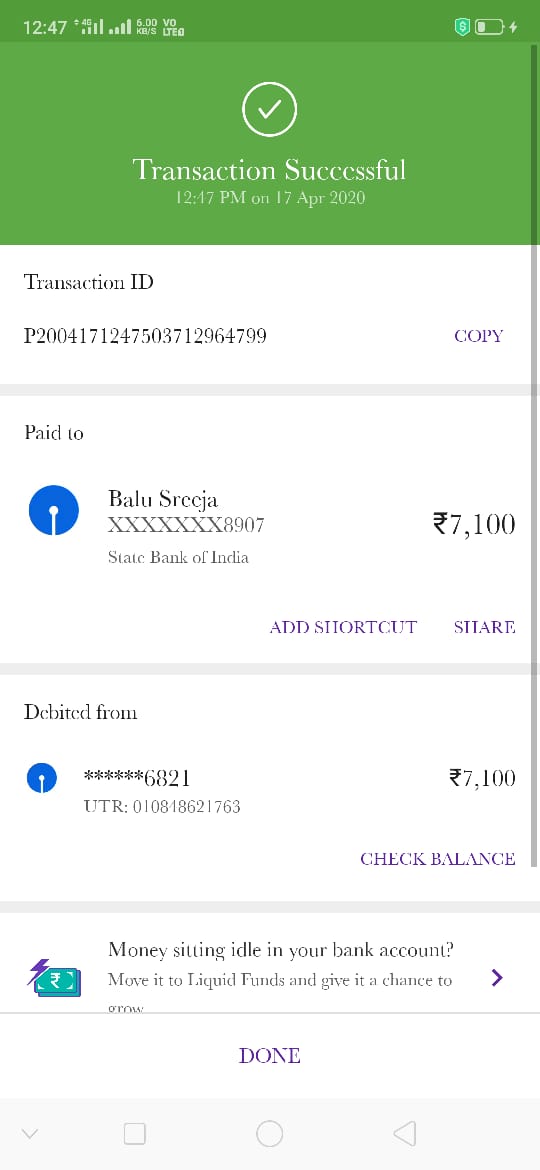 12:47 4G 6.00 KB/S VO LTE
Transaction Successful
12:47 PM on 17 Apr 2020
Transaction ID
P2004171247503712964799 COPY
Paid to
Balu Sreeja
XXXXXXX8907 ₹7,100
State Bank of India
ADD SHORTCUT SHARE
Debited from
******6821 ₹7,100
UTR: 010848621763
CHECK BALANCE
Money sitting idle in your bank account?
Move it to Liquid Funds and give it a chance to
grow
DONE